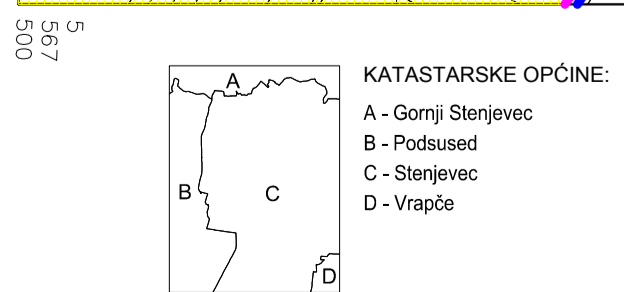 5
567
500
KATASTARSKE OPĆINE:
A - Gornji Stenjevec
B - Podsused
C - Stenjevec
D - Vrapče
A
B
C
D